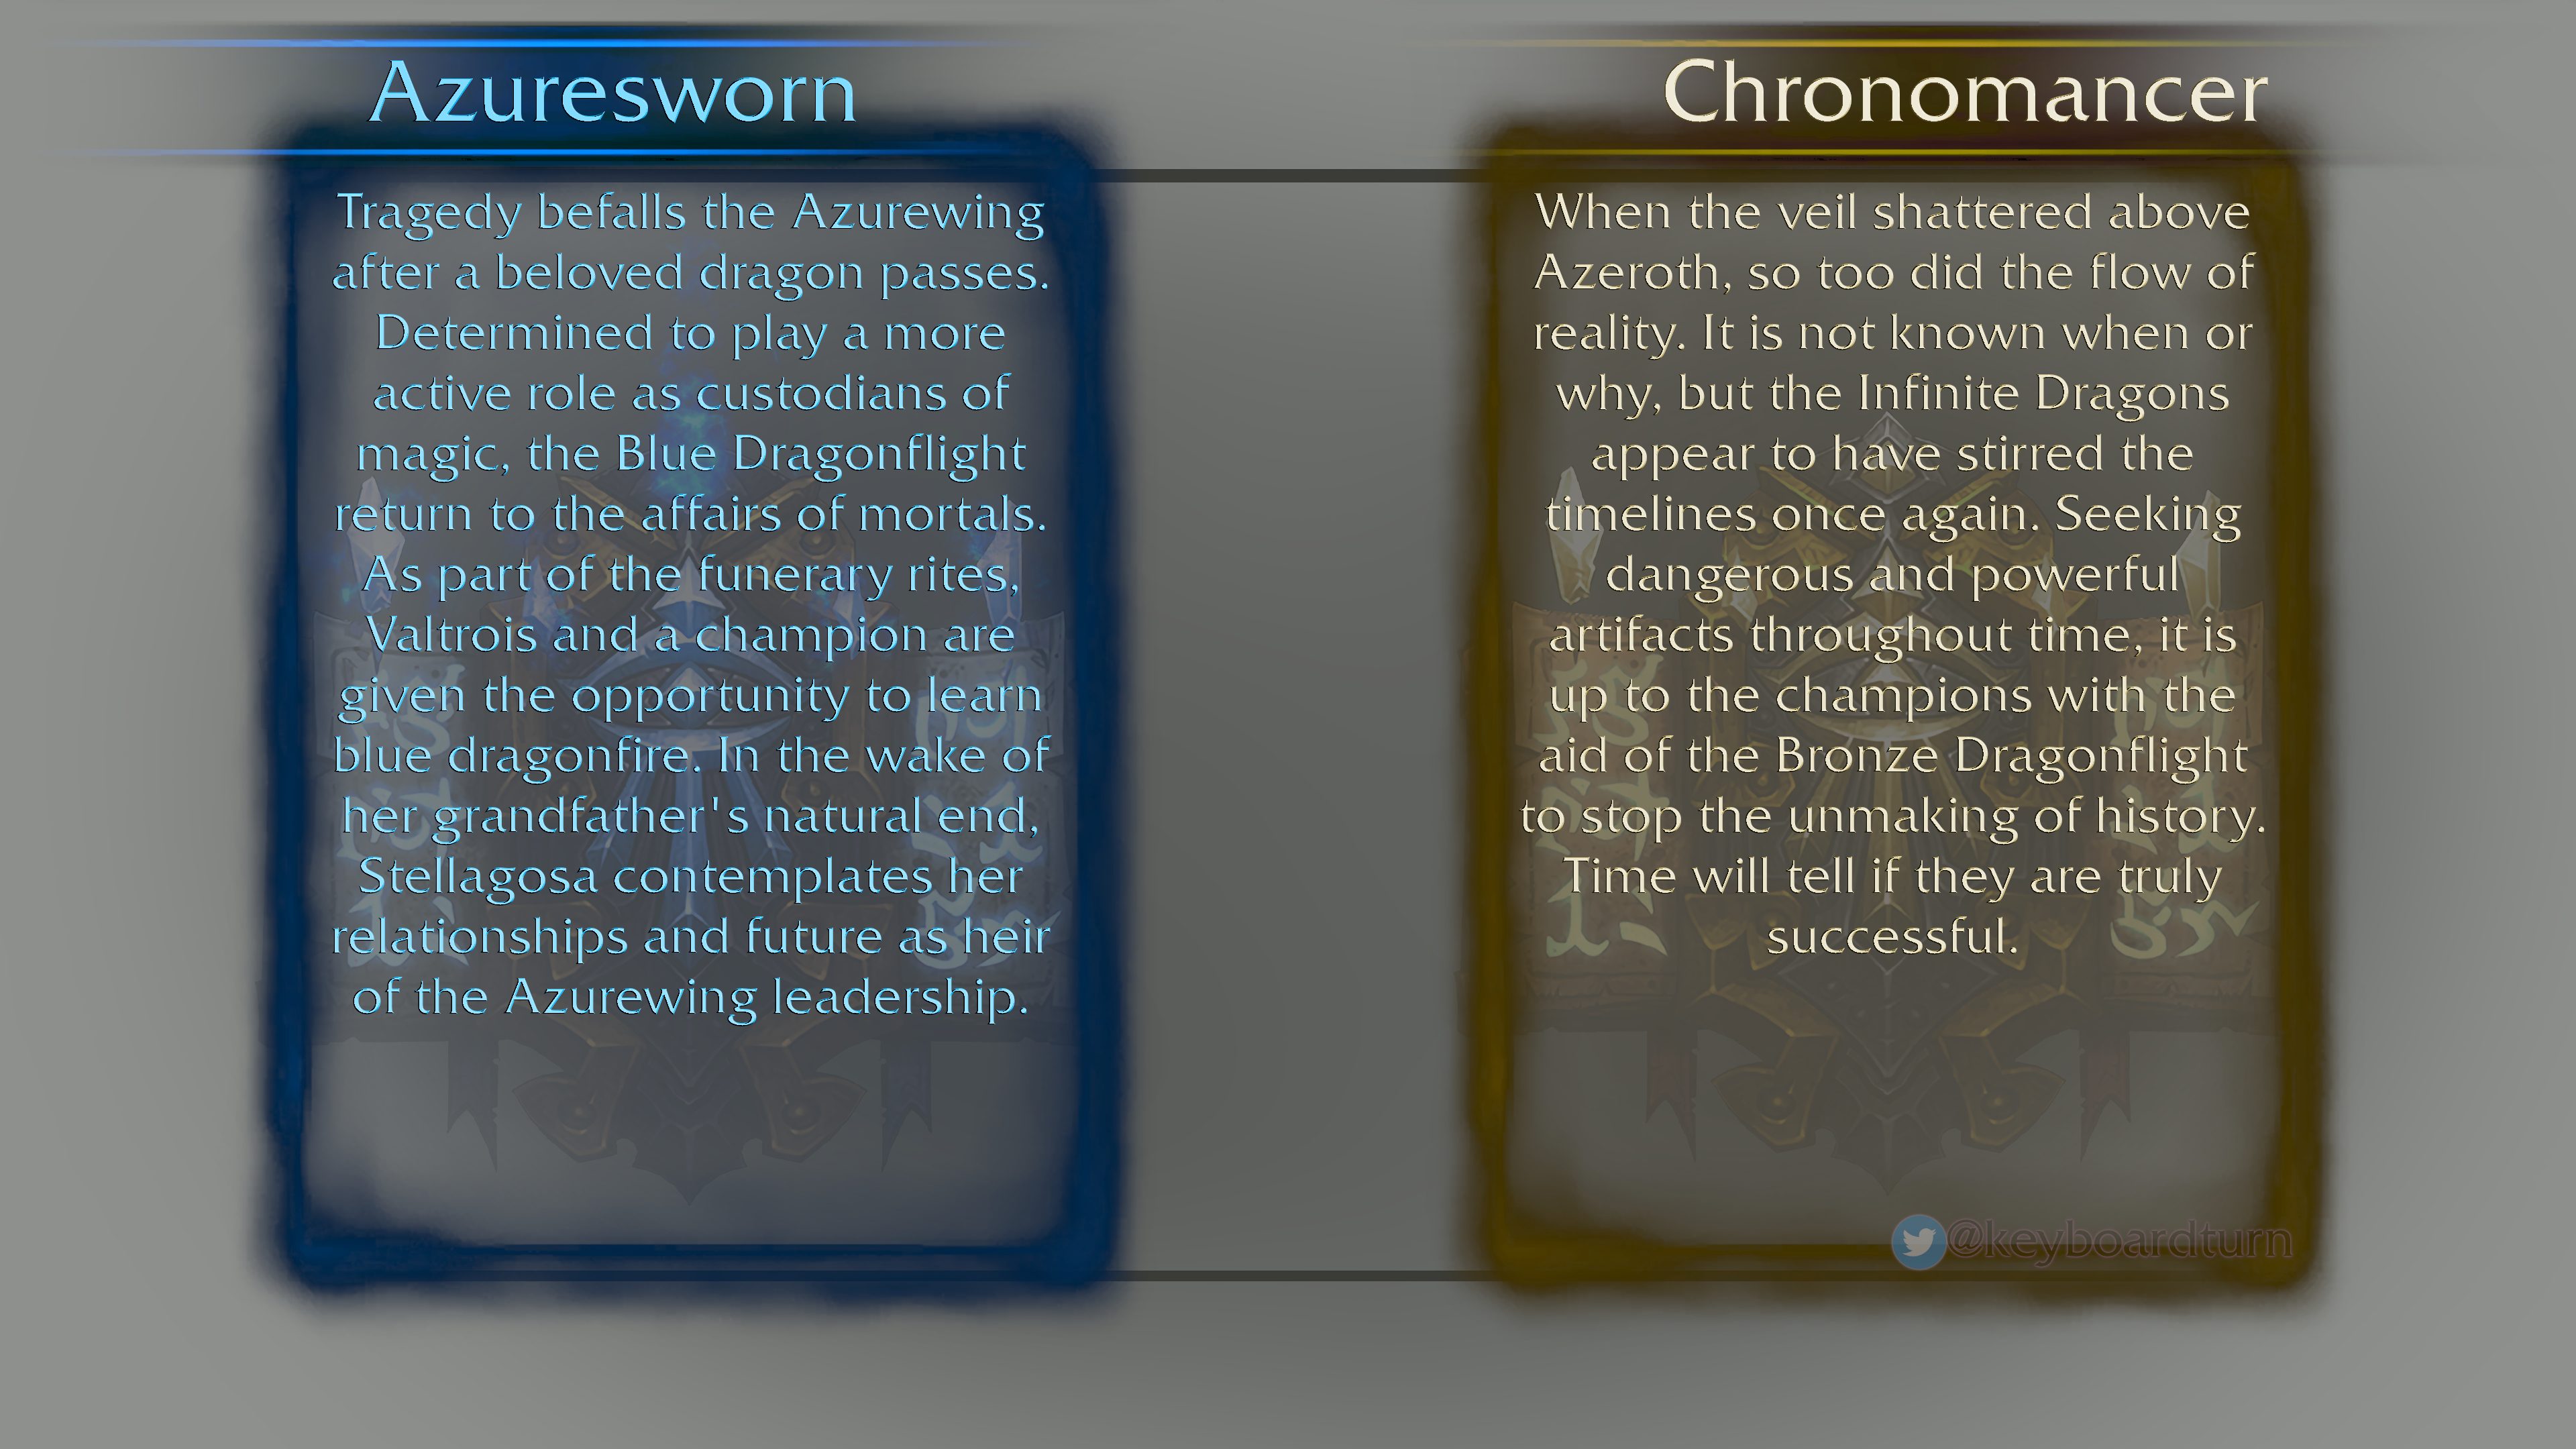 Azuresworn
Tragedy befalls the Azurewing
after a beloved dragon passes.
Determined to play a more
active role as custodians of
magic, the Blue Dragonflight
return to the affairs of mortals.
As part of the funerary rites,
Valtrois and a champion are
given the opportunity to learn
blue dragonfire. In the wake of
her grandfather's natural end,
Stellagosa contemplates her
relationships and future as heir
of the Azurewing leadership.
Chronomancer
When the veil shattered above
Azeroth, so too did the flow of
reality. It is not known when or
why, but the Infinite Dragons
appear to have stirred the
timelines once again. Seeking
dangerous and powerful
artifacts throughout time, it is
up to the champions with the
aid of the Bronze Dragonflight
to stop the unmaking of history.
Time will tell if they are truly
successful.
@keyboardturn